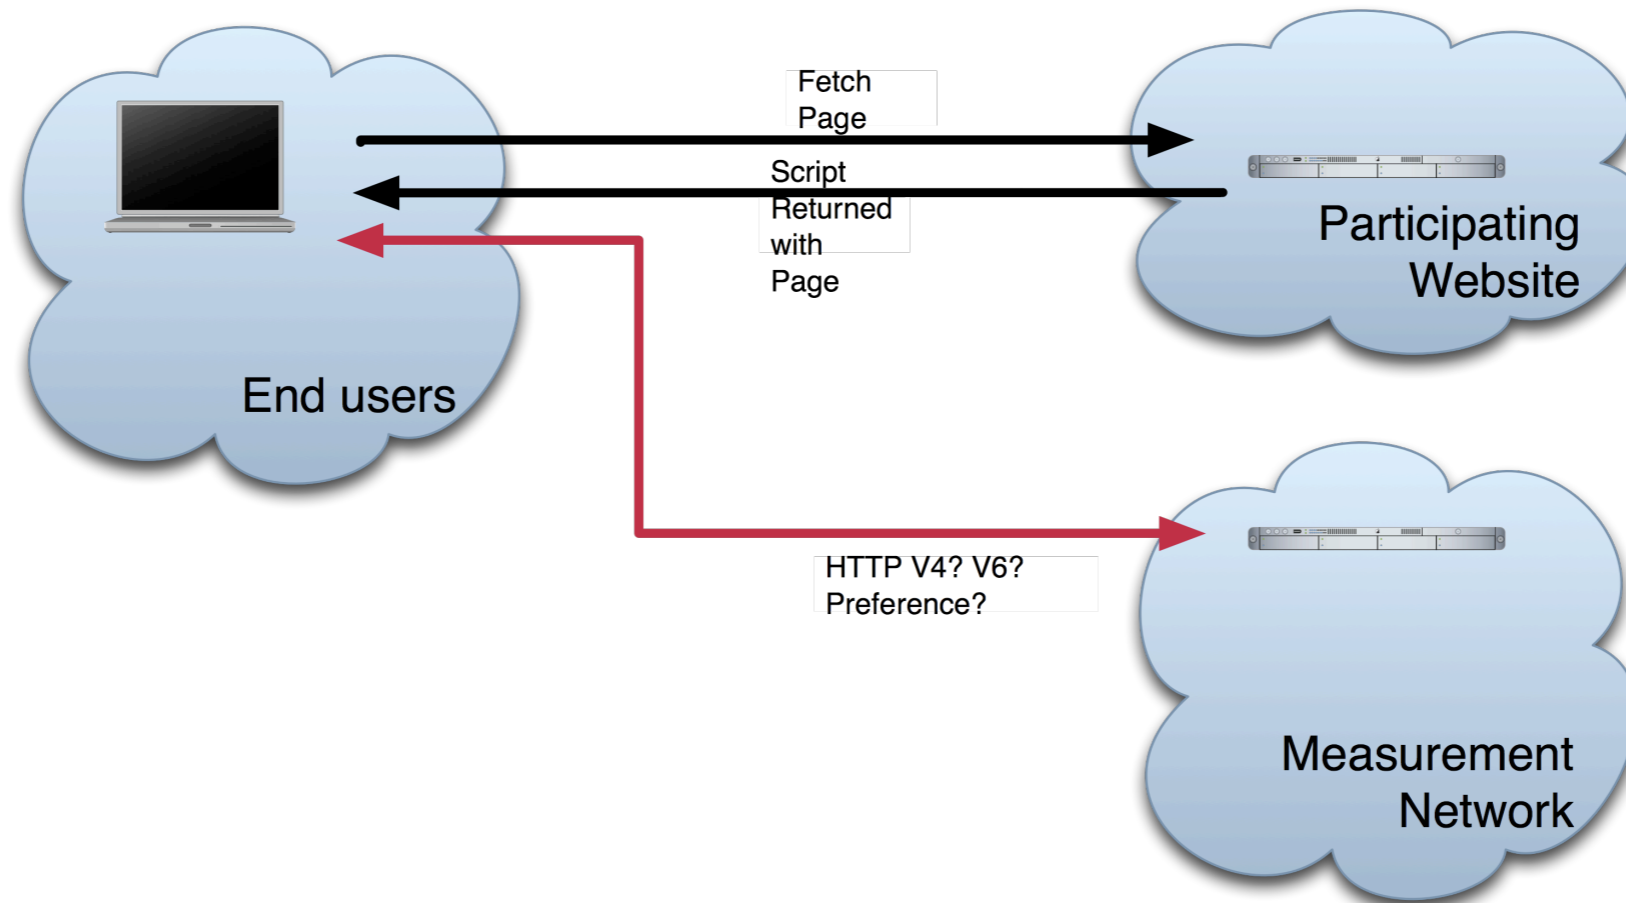 Fetch
Page
Script
Returned
with
Page
Participating
Website
End users
HTTP V4? V6?
Preference?
Measurement
Network